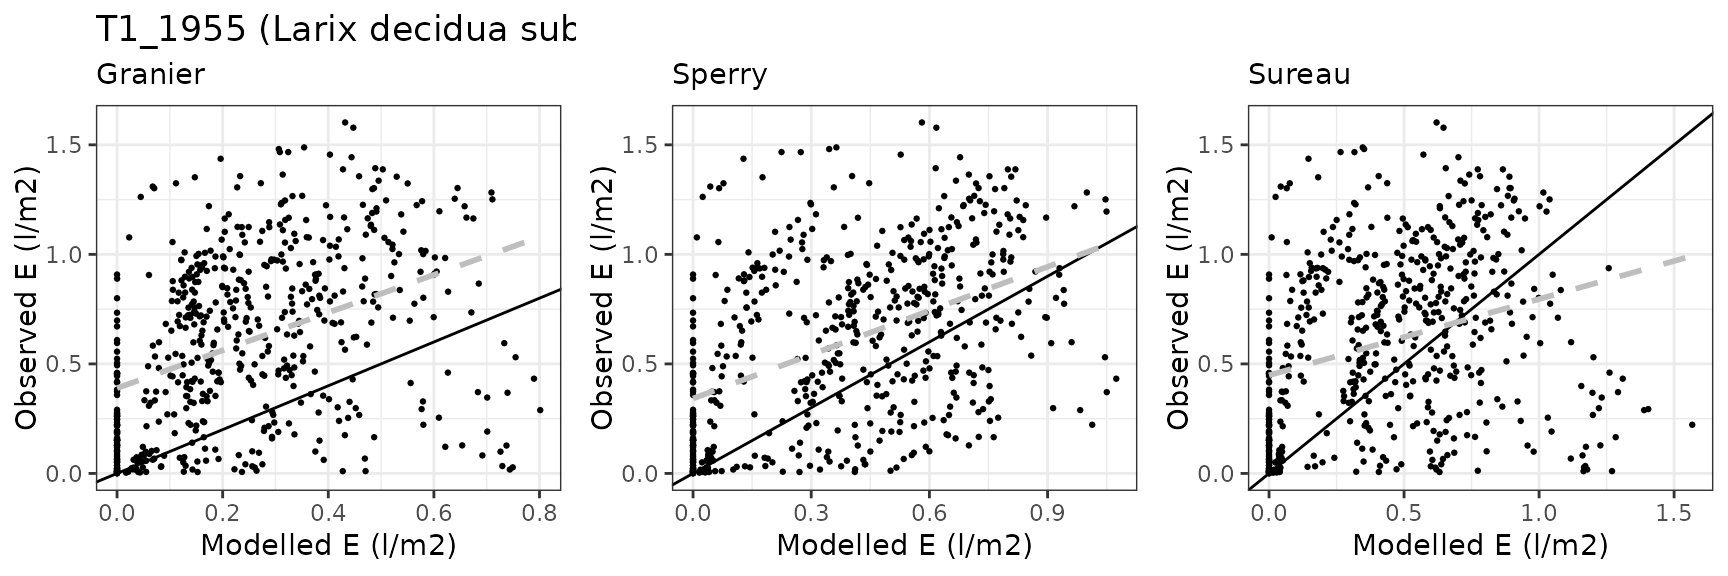 T1_1955 (Larix decidua sub
Granier
Sperry
Sureau
Observed E (l/m2)
1.5
1.0
0.5
0.0
0.0 0.2 0.4 0.6 0.8
Modelled E (l/m2)
Observed E (l/m2)
1.5
1.0
0.5
0.0
0.0 0.3 0.6 0.9
Modelled E (l/m2)
Observed E (l/m2)
1.5
1.0
0.5
0.0
0.0 0.5 1.0 1.5
Modelled E (l/m2)